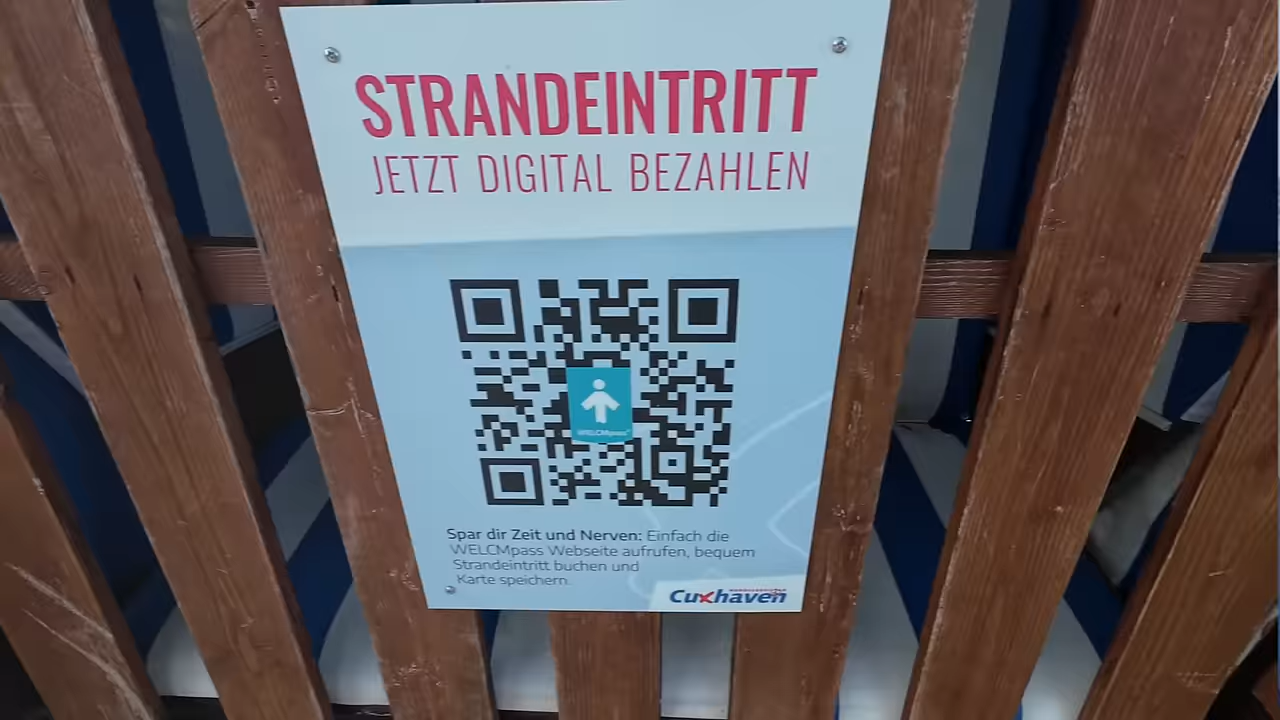 STRANDEINTRITT
JETZT DIGITAL BEZAHLEN
WELCMpass
Spar dir Zeit und Nerven: Einfach die
WELCMpass Webseite aufrufen, bequem
Strandeintritt buchen und
Karte speichern.
Cuxhaven